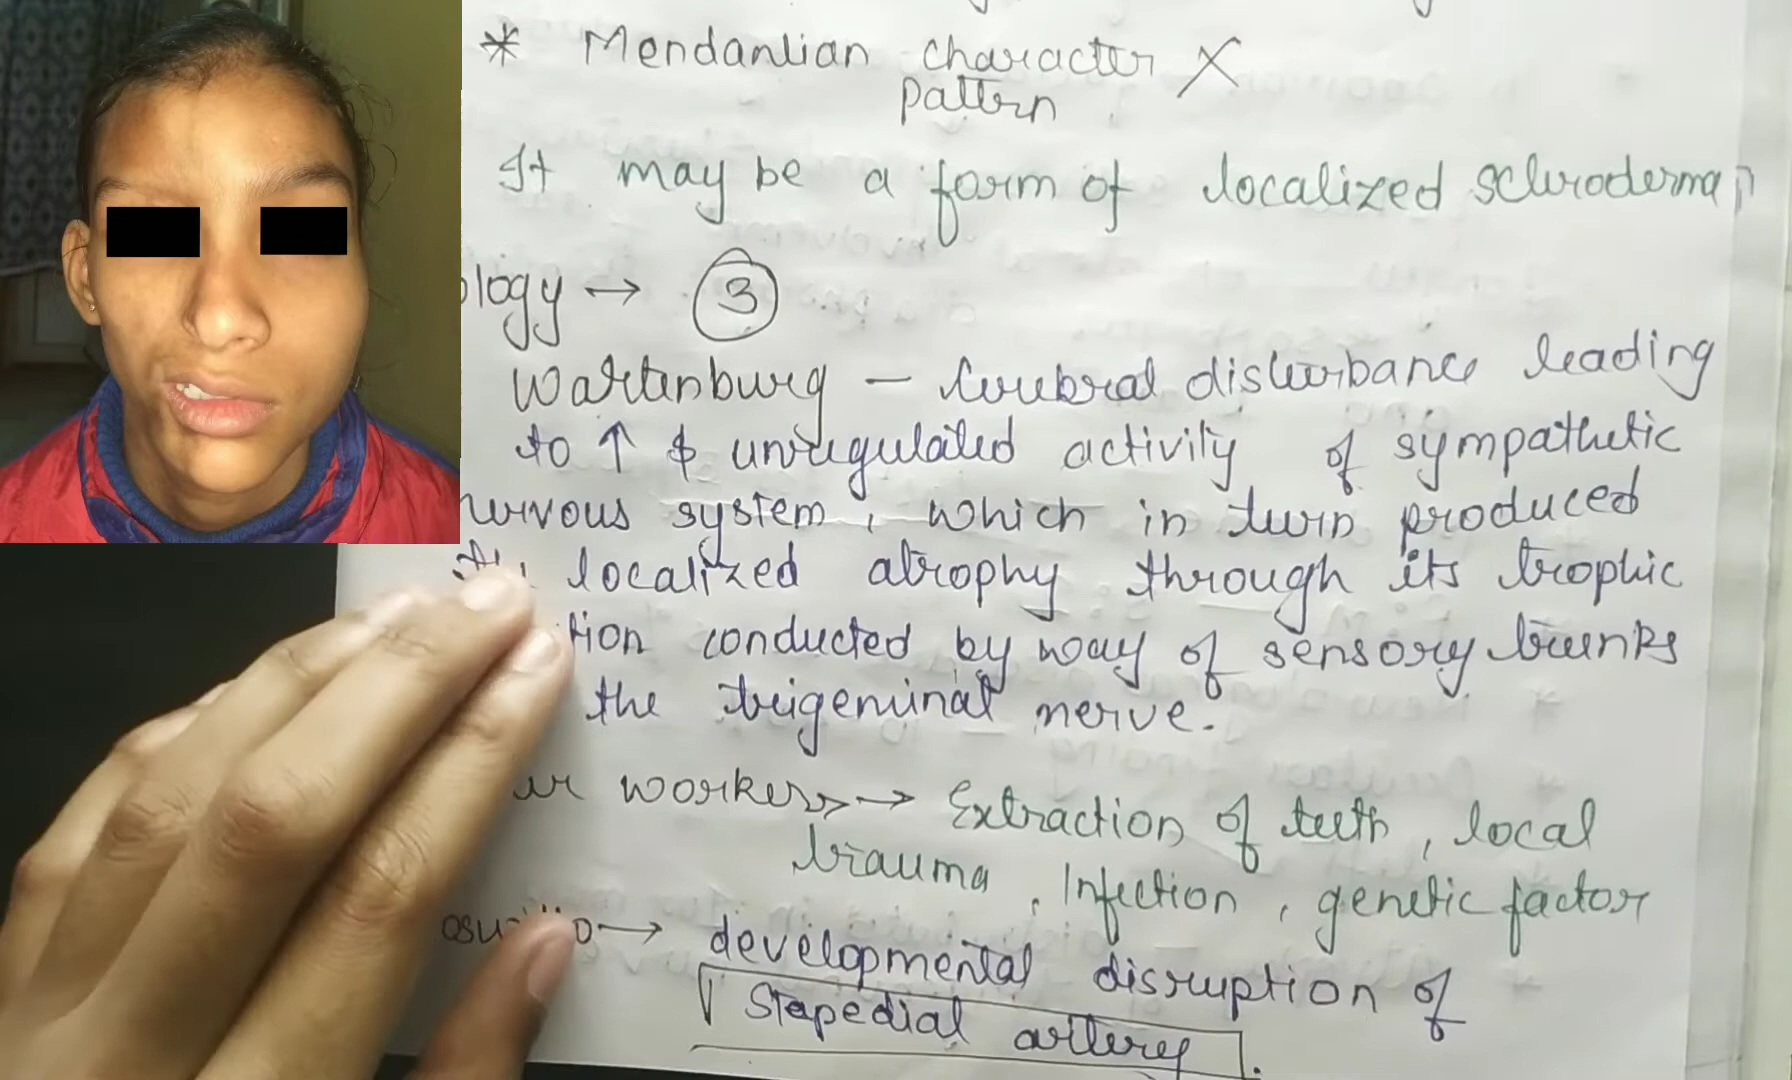 * Mendanlian character X
pattern
It may be a form of localized scleroderma
ology → 3
Wartenburg - Cerebral disturbance leading
to ↑ & unregulated activity of sympathetic
nervous system, which in turn produced
localized atrophy through its trophic
tion conducted by way of sensory trunks
the trigeminal nerve.
er workers → Extraction of teeth, local
trauma, Infection, genetic factor
→ developmental disruption of
Stapedial artery.